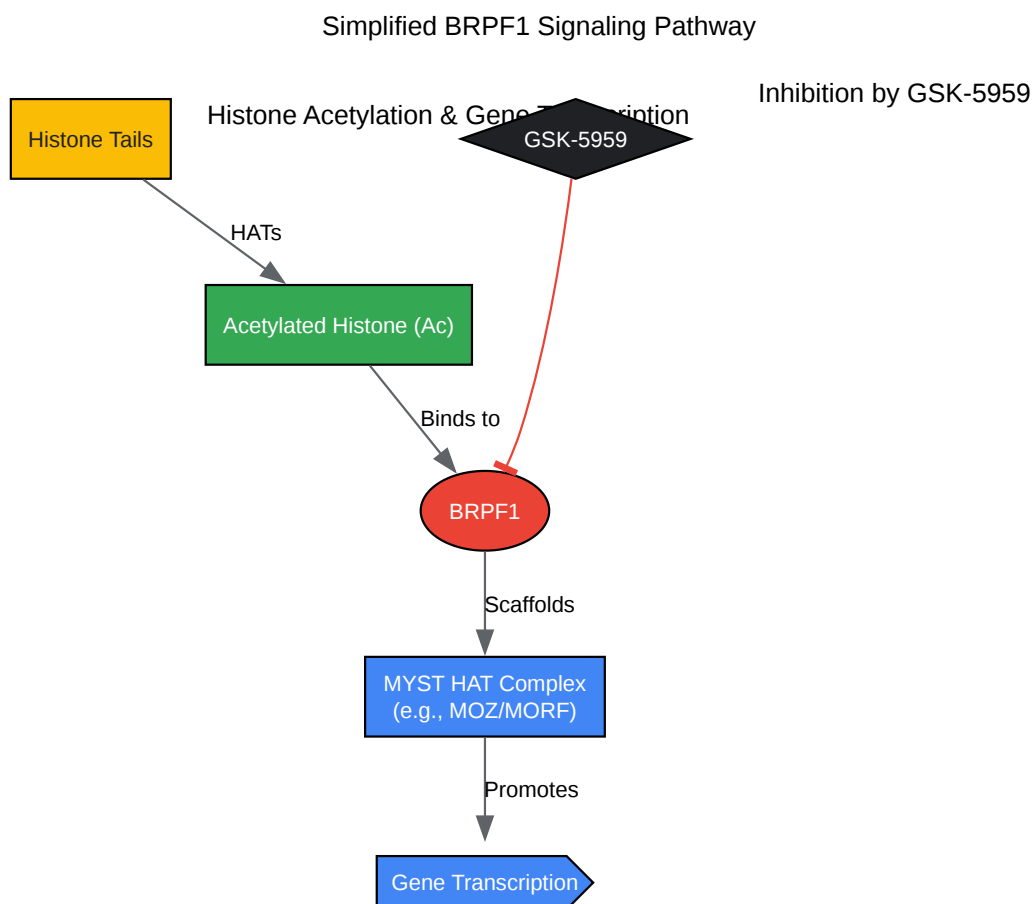 Simplified BRPF1 Signaling Pathway
Inhibition by GSK-5959
Histone Acetylation & Gene T    iption
GSK-5959
Histone Tails
HATs
Acetylated Histone (Ac)
Binds to
BRPF1
Scaffolds
MYST HAT Complex
(e.g., MOZ/MORF)
Promotes
Gene Transcription